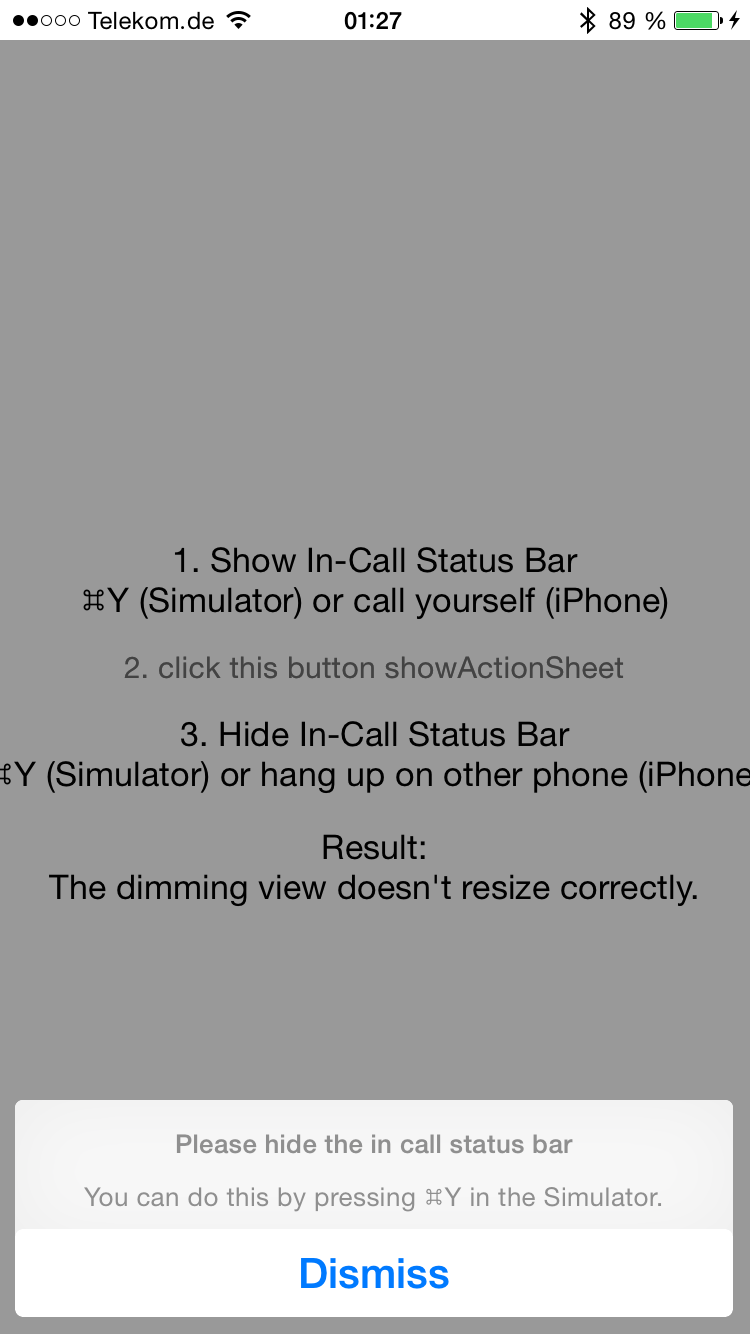 Telekom.de 01:27 89 %
1. Show In-Call Status Bar
⌘Y (Simulator) or call yourself (iPhone)
2. click this button showActionSheet
3. Hide In-Call Status Bar
⌘Y (Simulator) or hang up on other phone (iPhone
Result:
The dimming view doesn't resize correctly.
Please hide the in call status bar
You can do this by pressing ⌘Y in the Simulator.
Dismiss